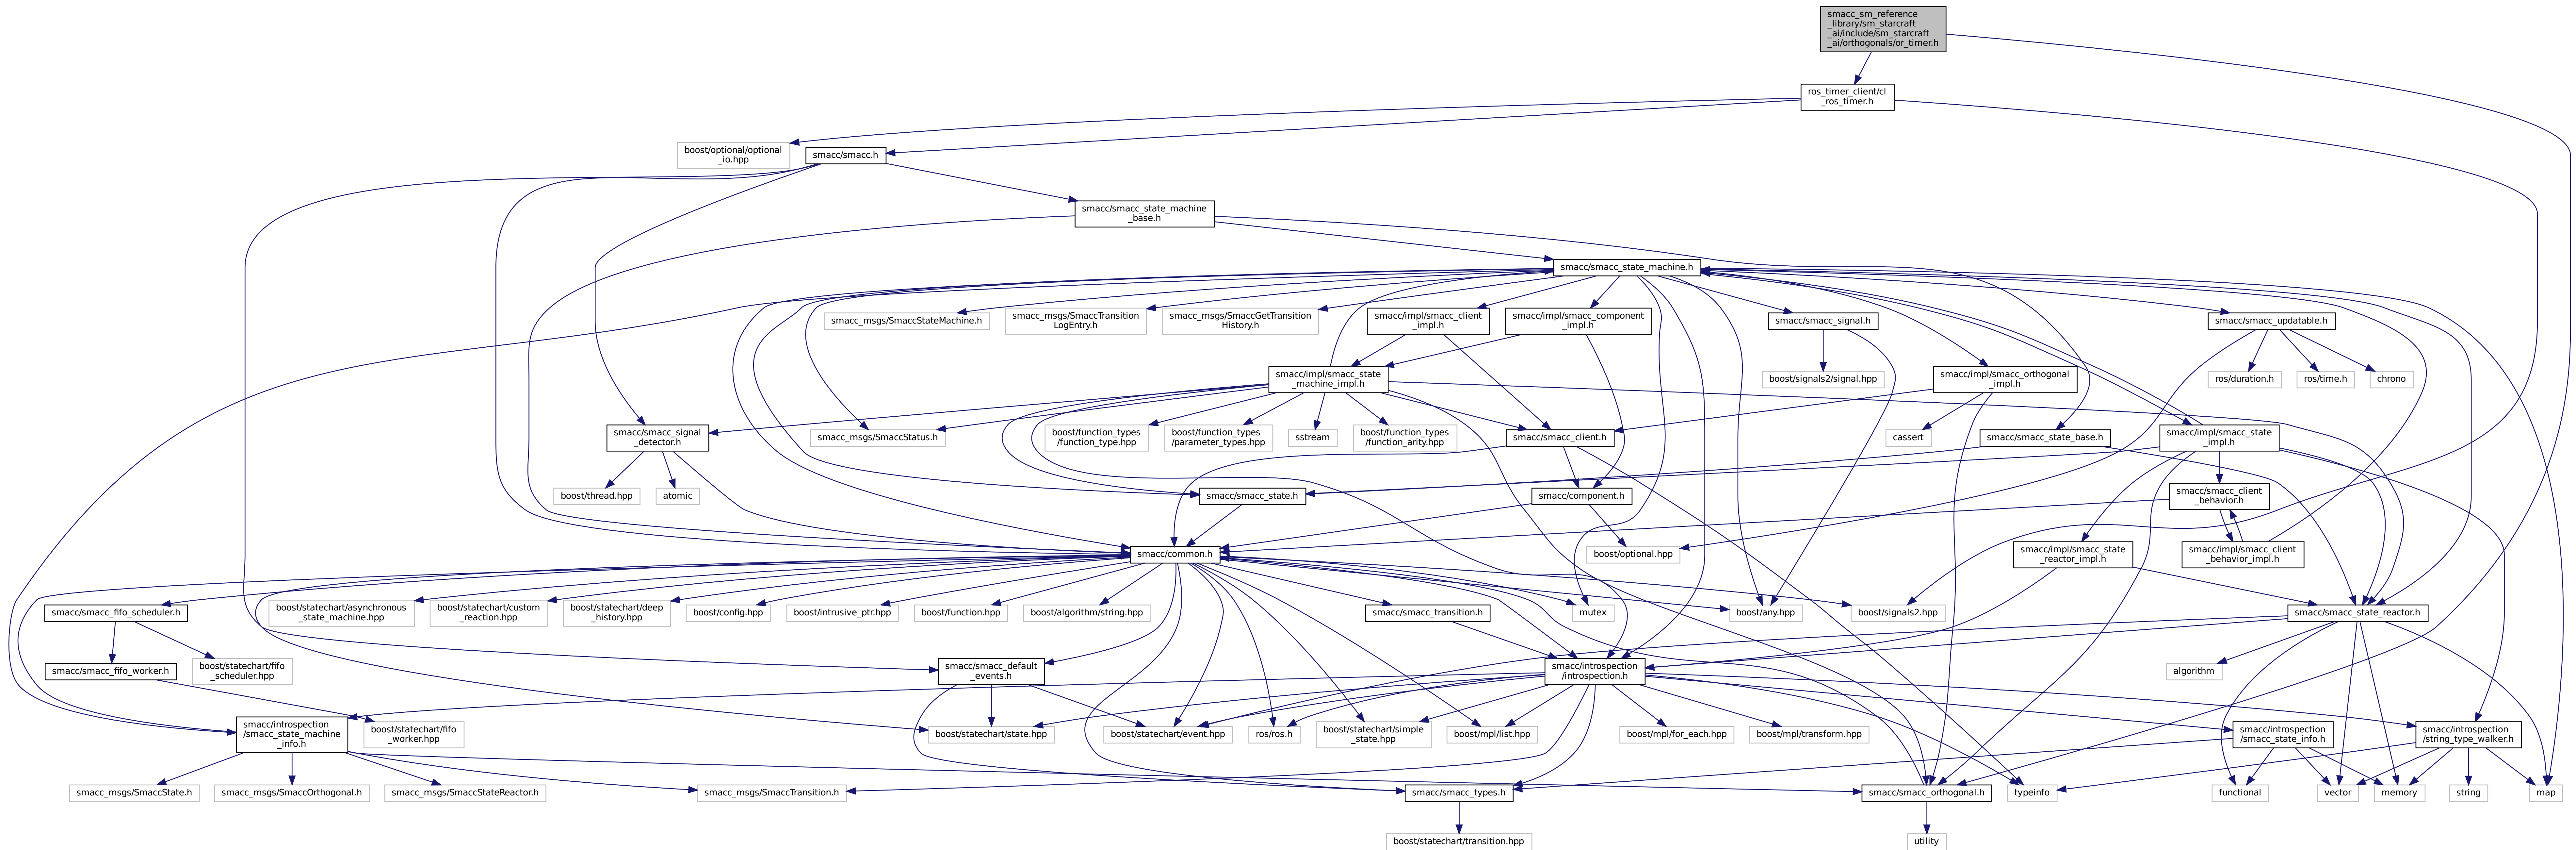 smacc_sm_reference
_library/sm_starcraft
_ai/include/sm_starcraft
_ai/orthogonals/or_timer.h
ros_timer_client/cl
_ros_timer.h
boost/optional/optional
_io.hpp
smacc/smacc.h
smacc/smacc_state_machine
_base.h
smacc/smacc_state_machine.h
smacc_msgs/SmaccStateMachine.h
smacc_msgs/SmaccTransition
LogEntry.h
smacc_msgs/SmaccGetTransition
History.h
smacc/impl/smacc_client
_impl.h
smacc/impl/smacc_component
_impl.h
smacc/smacc_signal.h
smacc/smacc_updatable.h
smacc/impl/smacc_state
_machine_impl.h
boost/signals2/signal.hpp
smacc/impl/smacc_orthogonal
_impl.h
ros/duration.h
ros/time.h
chrono
smacc/smacc_signal
_detector.h
smacc_msgs/SmaccStatus.h
boost/function_types
/function_type.hpp
boost/function_types
/parameter_types.hpp
sstream
boost/function_types
/function_arity.hpp
smacc/smacc_client.h
cassert
smacc/smacc_state_base.h
smacc/impl/smacc_state
_impl.h
boost/thread.hpp
atomic
smacc/smacc_state.h
smacc/component.h
smacc/smacc_client
_behavior.h
smacc/common.h
boost/optional.hpp
smacc/impl/smacc_state
_reactor_impl.h
smacc/impl/smacc_client
_behavior_impl.h
smacc/smacc_fifo_scheduler.h
boost/statechart/asynchronous
_state_machine.hpp
boost/statechart/custom
_reaction.hpp
boost/statechart/deep
_history.hpp
boost/config.hpp
boost/intrusive_ptr.hpp
boost/function.hpp
boost/algorithm/string.hpp
smacc/smacc_transition.h
mutex
boost/any.hpp
boost/signals2.hpp
smacc/smacc_state_reactor.h
smacc/smacc_fifo_worker.h
boost/statechart/fifo
_scheduler.hpp
smacc/smacc_default
_events.h
smacc/introspection
/introspection.h
algorithm
smacc/introspection
/smacc_state_machine
_info.h
boost/statechart/fifo
_worker.hpp
boost/statechart/state.hpp
boost/statechart/event.hpp
ros/ros.h
boost/statechart/simple
_state.hpp
boost/mpl/list.hpp
boost/mpl/for_each.hpp
boost/mpl/transform.hpp
smacc/introspection
/smacc_state_info.h
smacc/introspection
/string_type_walker.h
smacc_msgs/SmaccState.h
smacc_msgs/SmaccOrthogonal.h
smacc_msgs/SmaccStateReactor.h
smacc_msgs/SmaccTransition.h
smacc/smacc_types.h
smacc/smacc_orthogonal.h
typeinfo
functional
vector
memory
string
map
boost/statechart/transition.hpp
utility